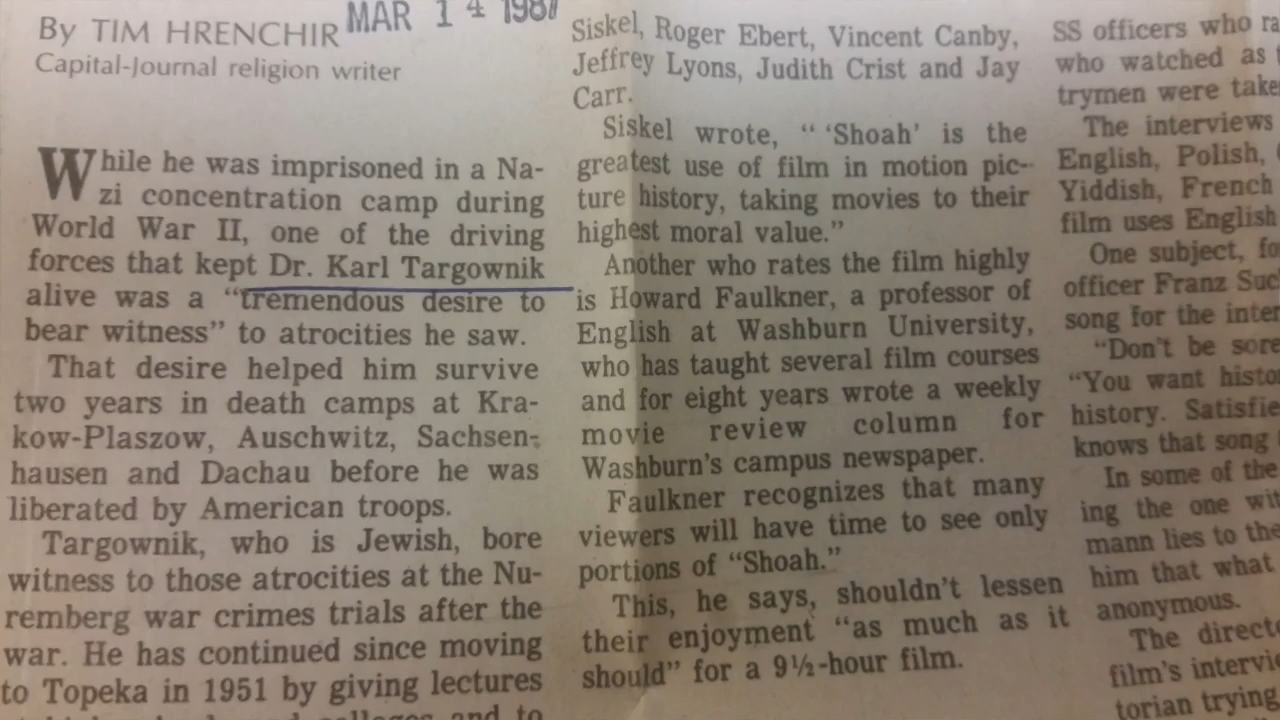 By TIM HRENCHIR
MAR 14 1987
Capital-Journal religion writer
While he was imprisoned in a Na-
zi concentration camp during
World War II, one of the driving
forces that kept Dr. Karl Targownik
alive was a “tremendous desire to
bear witness” to atrocities he saw.
That desire helped him survive
two years in death camps at Kra-
kow-Plaszow, Auschwitz, Sachsen-
hausen and Dachau before he was
liberated by American troops.
Targownik, who is Jewish, bore
witness to those atrocities at the Nu-
remberg war crimes trials after the
war. He has continued since moving
to Topeka in 1951 by giving lectures
and colleges and to
Siskel, Roger Ebert, Vincent Canby,
Jeffrey Lyons, Judith Crist and Jay
Carr.
Siskel wrote, “ ‘Shoah’ is the
greatest use of film in motion pic-
ture history, taking movies to their
highest moral value.”
Another who rates the film highly
is Howard Faulkner, a professor of
English at Washburn University,
who has taught several film courses
and for eight years wrote a weekly
movie review column for
Washburn’s campus newspaper.
Faulkner recognizes that many
viewers will have time to see only
portions of “Shoah.”
This, he says, shouldn’t lessen
their enjoyment “as much as it
should” for a 9½-hour film.
SS officers who
who watched as
trymen were
The interviews
English, Polish,
Yiddish, French
film uses English
One subject,
officer Franz
song for the
“Don’t be
“You want
history.
knows that song
In some of the
ing the one
mann lies to the
him that what
anonymous.
The
film’s
torian trying